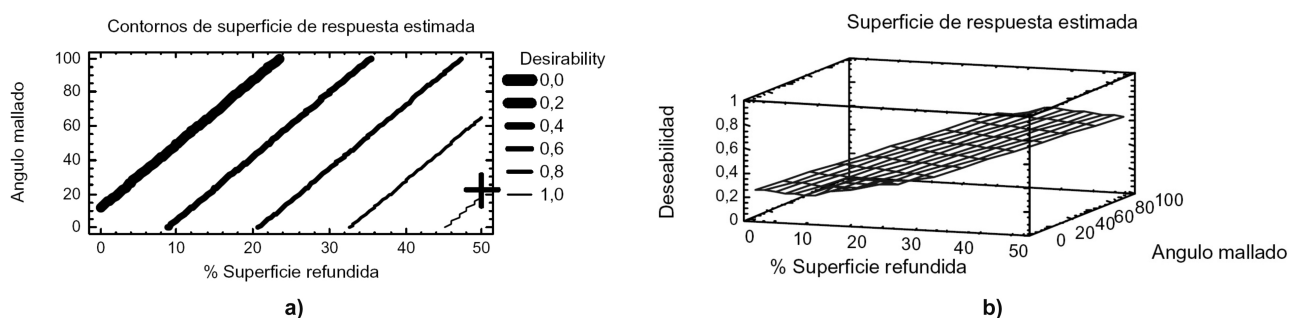 Contornos de superficie de respuesta estimada
Angulo mallado
100
80
60
40
20
0
0 10 20 30 40 50
% Superficie refundida
Desirability
0,0
0,2
0,4
0,6
0,8
1,0
a)
Superficie de respuesta estimada
Deseabilidad
1
0,8
0,6
0,4
0,2
0
0 10 20 30 40 50
% Superficie refundida
0 20 40 60 80 100
Angulo mallado
b)